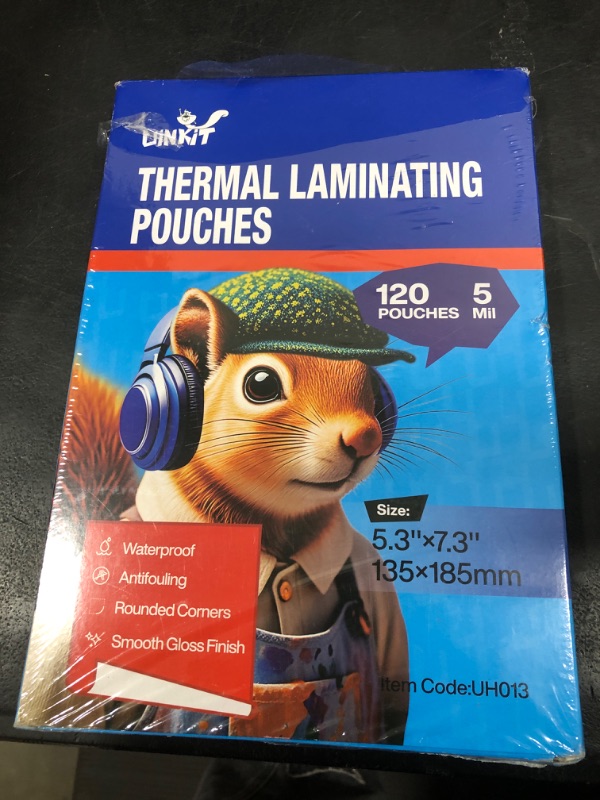 UINKIT
THERMAL LAMINATING
POUCHES
120 POUCHES
5 Mil
Size:
5.3"×7.3"
135×185mm
Waterproof
Antifouling
Rounded Corners
Smooth Gloss Finish
Item Code:UH013